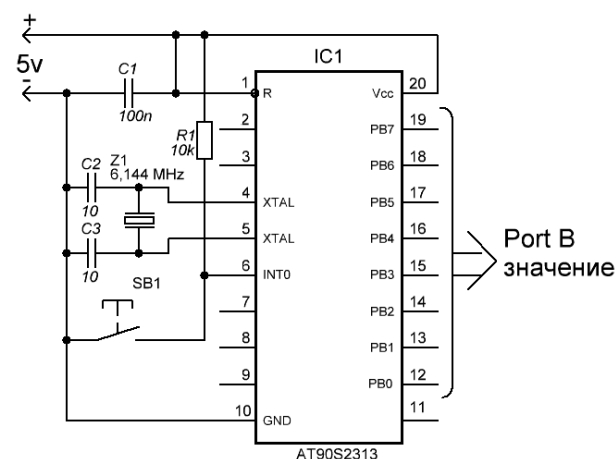 +
5v
-
C1
100n
R1
10k
C2
10
Z1
6,144 MHz
C3
10
SB1
IC1
1 R Vcc 20
2 PB7 19
3 PB6 18
4 XTAL PB5 17
5 XTAL PB4 16
6 INT0 PB3 15
7 PB2 14
8 PB1 13
9 PB0 12
10 GND 11
AT90S2313
Port B
значение